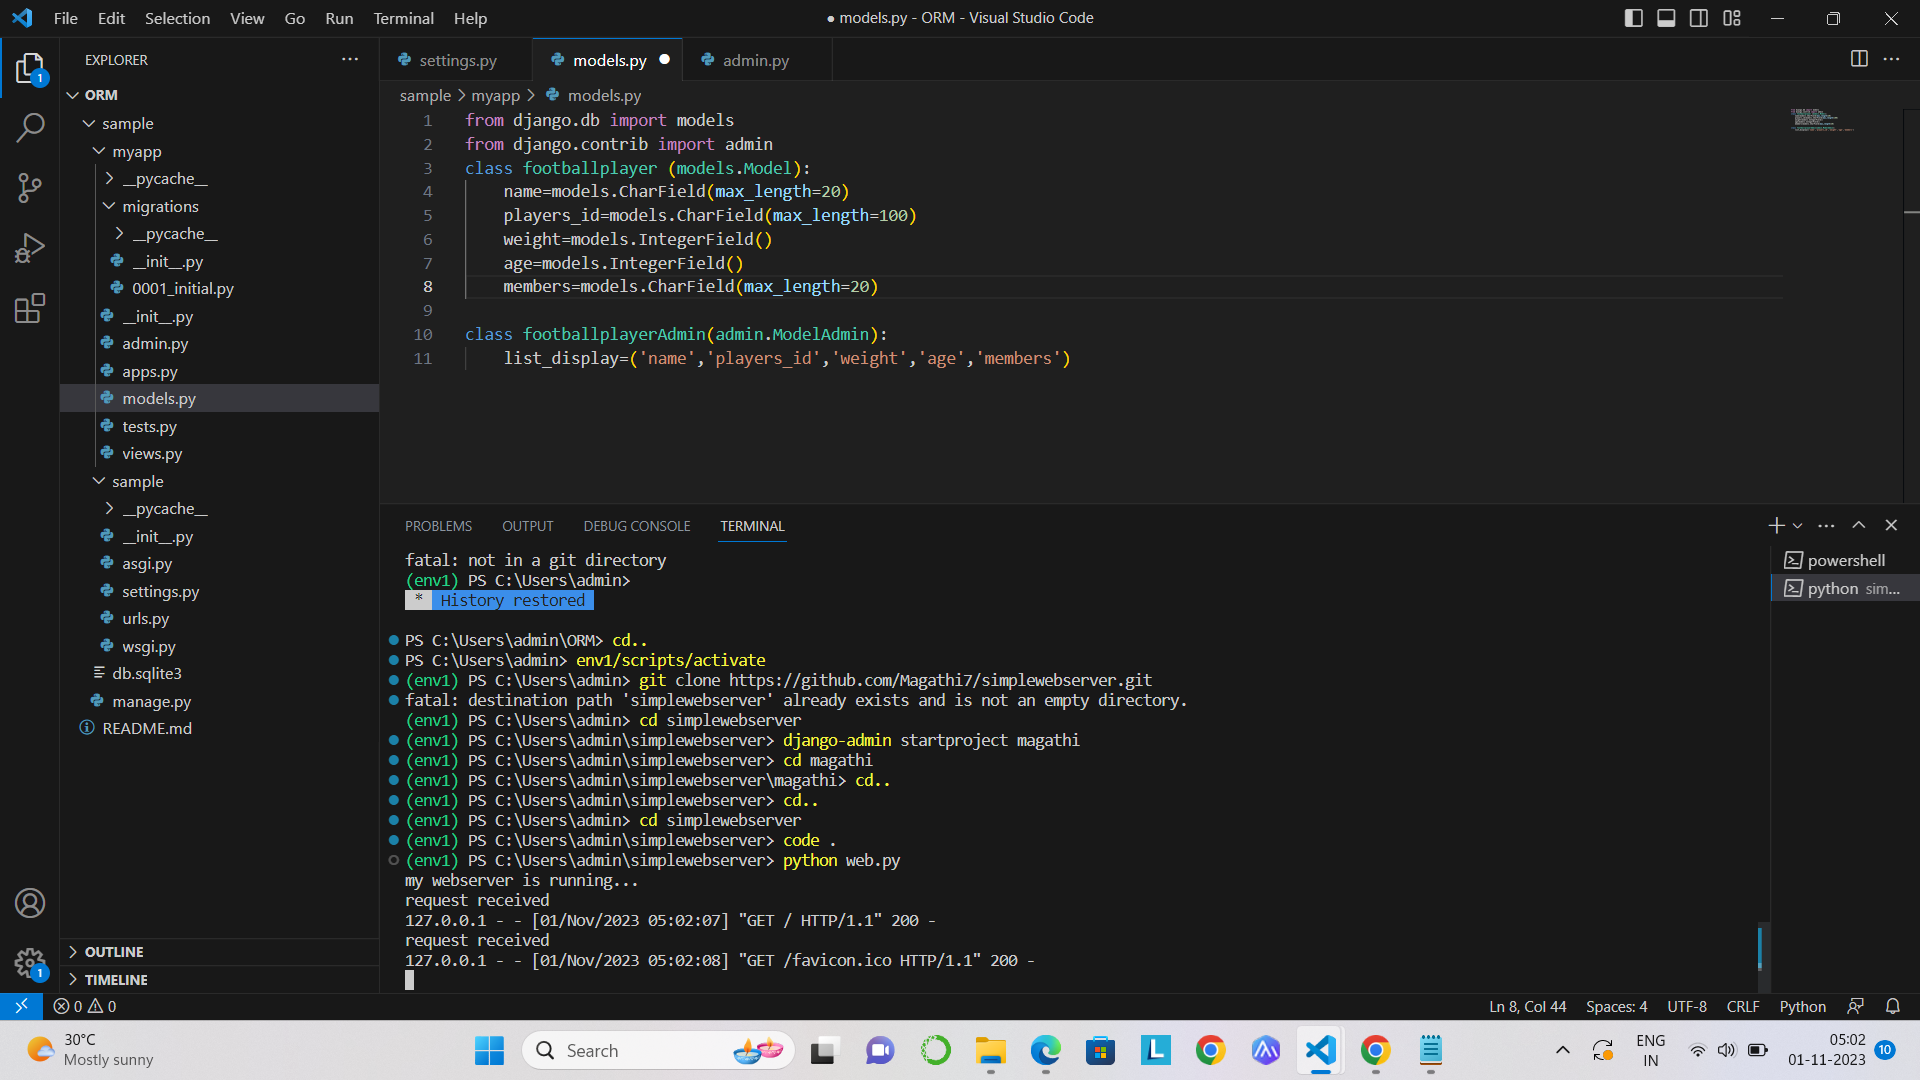 File Edit Selection View Go Run Terminal Help
● models.py - ORM - Visual Studio Code
EXPLORER
ORM
sample
myapp
__pycache__
migrations
__pycache__
__init__.py
0001_initial.py
__init__.py
admin.py
apps.py
models.py
tests.py
views.py
sample
__pycache__
__init__.py
asgi.py
settings.py
urls.py
wsgi.py
db.sqlite3
manage.py
README.md
OUTLINE
TIMELINE
1
1
settings.py models.py admin.py
sample > myapp > models.py
1 from django.db import models
2 from django.contrib import admin
3 class footballplayer (models.Model):
4 name=models.CharField(max_length=20)
5 players_id=models.CharField(max_length=100)
6 weight=models.IntegerField()
7 age=models.IntegerField()
8 members=models.CharField(max_length=20)
9
10 class footballplayerAdmin(admin.ModelAdmin):
11 list_display=('name','players_id','weight','age','members')
PROBLEMS OUTPUT DEBUG CONSOLE TERMINAL
fatal: not in a git directory
(env1) PS C:\Users\admin>
* History restored
PS C:\Users\admin\ORM> cd..
PS C:\Users\admin> env1/scripts/activate
(env1) PS C:\Users\admin> git clone https://github.com/Magathi7/simplewebserver.git
fatal: destination path 'simplewebserver' already exists and is not an empty directory.
(env1) PS C:\Users\admin> cd simplewebserver
(env1) PS C:\Users\admin\simplewebserver> django-admin startproject magathi
(env1) PS C:\Users\admin\simplewebserver> cd magathi
(env1) PS C:\Users\admin\simplewebserver\magathi> cd..
(env1) PS C:\Users\admin\simplewebserver> cd..
(env1) PS C:\Users\admin> cd simplewebserver
(env1) PS C:\Users\admin\simplewebserver> code .
(env1) PS C:\Users\admin\simplewebserver> python web.py
my webserver is running...
request received
127.0.0.1 - - [01/Nov/2023 05:02:07] "GET / HTTP/1.1" 200 -
request received
127.0.0.1 - - [01/Nov/2023 05:02:08] "GET /favicon.ico HTTP/1.1" 200 -
powershell
python sim...
0 0
Ln 8, Col 44 Spaces: 4 UTF-8 CRLF Python
30°C
Mostly sunny
Search
L
ENG
IN
05:02
01-11-2023
10